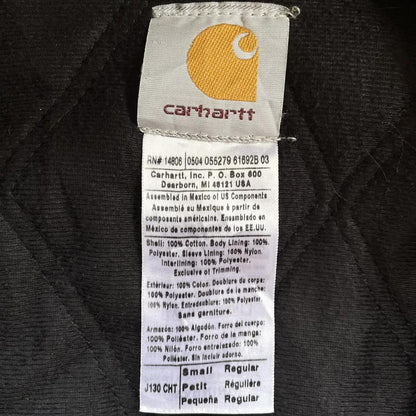 carhartt
RN# 14806 0504 055279 61692B 03
Carhartt, Inc. P. O. Box 600
Dearborn, MI 48121 USA
Assembled in Mexico of US Components
Assemblé au Mexique à partir de
composants américains. Ensamblado en
México de componentes de los EE.UU.
Shell: 100% Cotton. Body Lining: 100%
Polyester. Sleeve Lining: 100% Nylon.
Interlining: 100% Polyester.
Exclusive of Trimming.
Extérieur: 100% Coton. Doublure de corps:
100% Polyester. Doublure de la manche:
100% Nylon. Entredoublure: 100% Polyester
Sans garniture.
Armazón: 100% Algodón. Forro del cuerpo:
100% Poliéster. Forro de la manga:
100% Nilón. Forro entretelado: 100%
Poliéster. Sin incluir adorno.
J130 CHT
Small Regular
Petit Régulière
Pequeña Regular